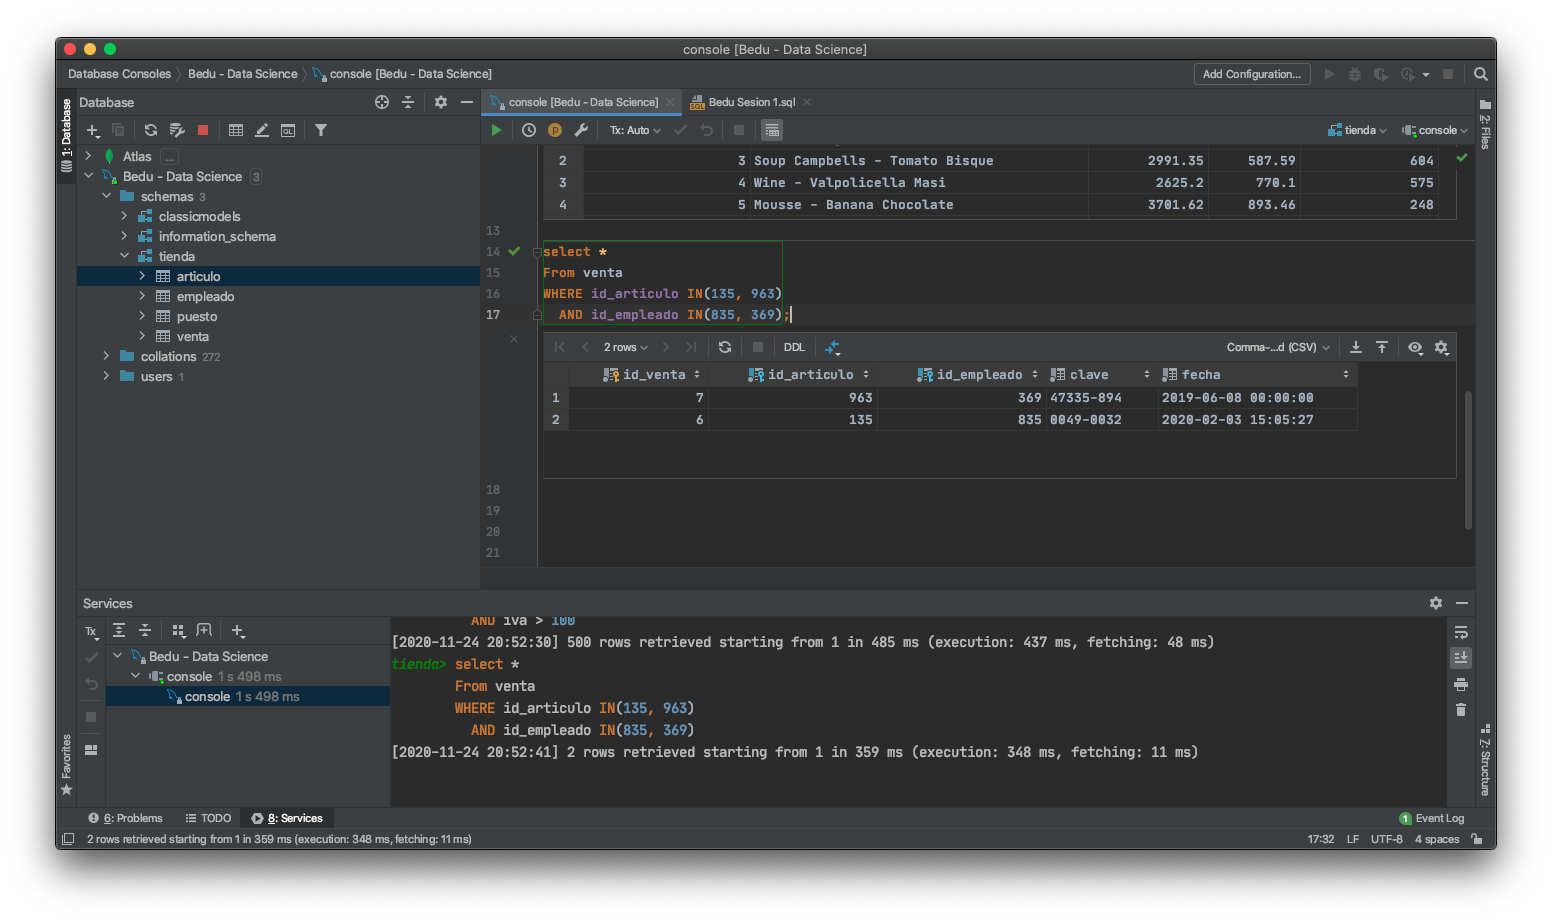 console [Bedu - Data Science]
Database Consoles Bedu - Data Science console [Bedu - Data Science] Add Configuration...
1: Database
Database
Atlas ...
Bedu - Data Science 3
schemas 3
classicmodels
information_schema
tienda
articulo
empleado
puesto
venta
collations 272
users 1
console [Bedu - Data Science] Bedu Sesion 1.sql
Tx: Auto tienda console
2 3 Soup Campbells - Tomato Bisque 2991.35 587.59 604
3 4 Wine - Valpolicella Masi 2625.2 770.1 575
4 5 Mousse - Banana Chocolate 3701.62 893.46 248
13
14 select *
15 From venta
16 WHERE id_articulo IN(135, 963)
17 AND id_empleado IN(835, 369);
2 rows DDL Comma-...d (CSV)
id_venta id_articulo id_empleado clave fecha
1 7 963 369 47335-894 2019-06-08 00:00:00
2 6 135 835 0049-0032 2020-02-03 15:05:27
18
19
20
21
2: Files
Services
Tx
Bedu - Data Science
console 1 s 498 ms
console 1 s 498 ms
AND iva > 100
[2020-11-24 20:52:30] 500 rows retrieved starting from 1 in 485 ms (execution: 437 ms, fetching: 48 ms)
tienda> select *
From venta
WHERE id_articulo IN(135, 963)
AND id_empleado IN(835, 369)
[2020-11-24 20:52:41] 2 rows retrieved starting from 1 in 359 ms (execution: 348 ms, fetching: 11 ms)
Favorites
Z: Structure
6: Problems TODO 8: Services 1 Event Log
2 rows retrieved starting from 1 in 359 ms (execution: 348 ms, fetching: 11 ms) 17:32 LF UTF-8 4 spaces